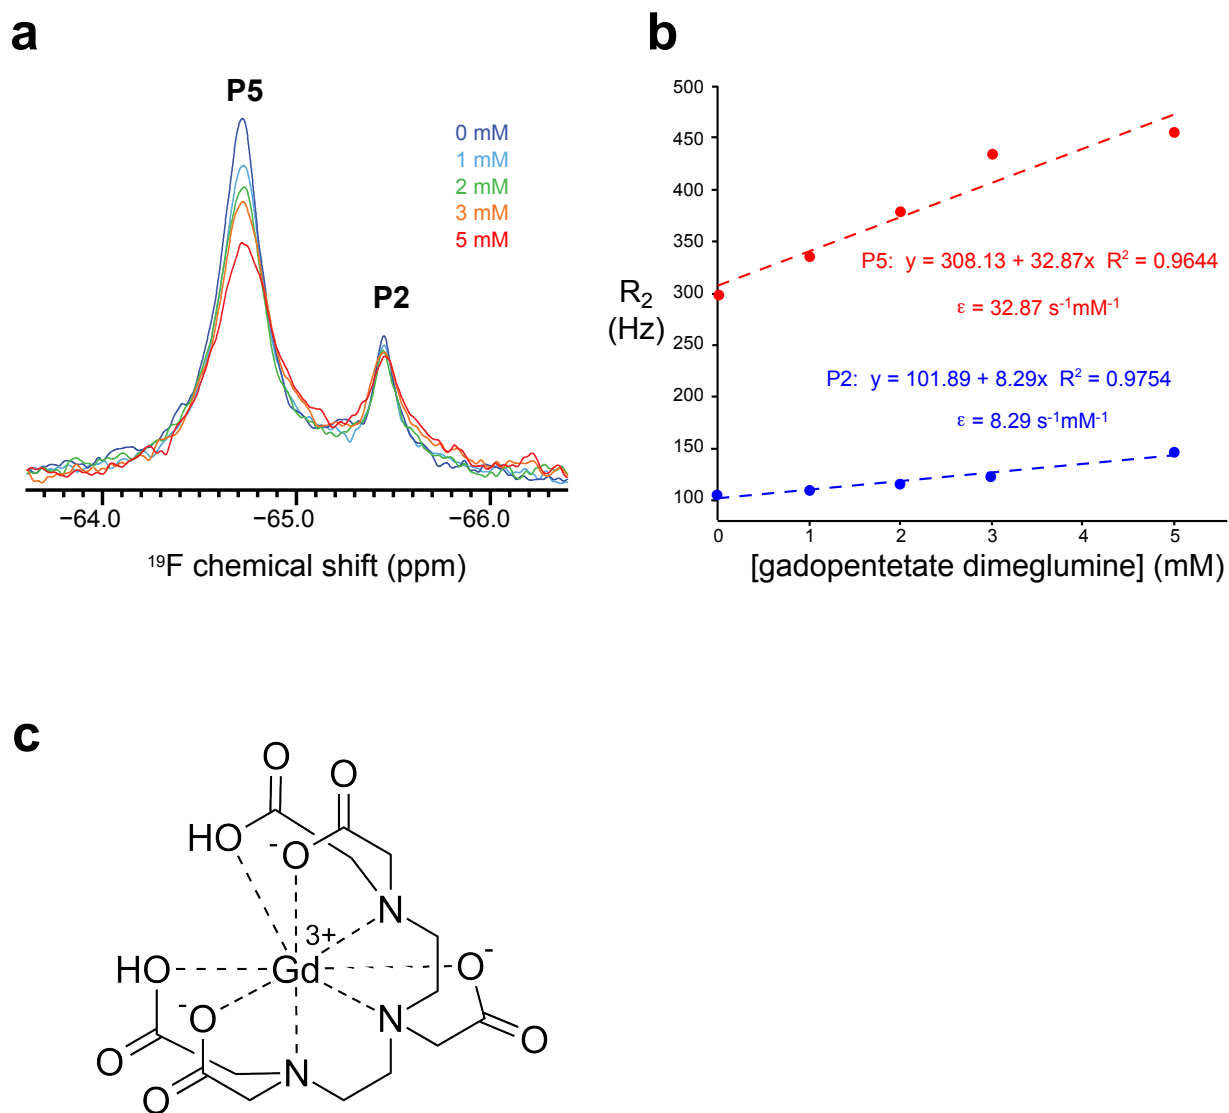 a
P5
P2
0 mM
1 mM
2 mM
3 mM
5 mM
−64.0 −65.0 −66.0
¹⁹F chemical shift (ppm)
b
500
450
400
350
300
250
200
150
100
R₂
(Hz)
P5: y = 308.13 + 32.87x R² = 0.9644
ε = 32.87 s⁻¹mM⁻¹
P2: y = 101.89 + 8.29x R² = 0.9754
ε = 8.29 s⁻¹mM⁻¹
0 1 2 3 4 5
[gadopentetate dimeglumine] (mM)
c
O
O
HO
⁻O
N
3+
Gd
HO
O⁻
⁻O
N
O
O
N
O